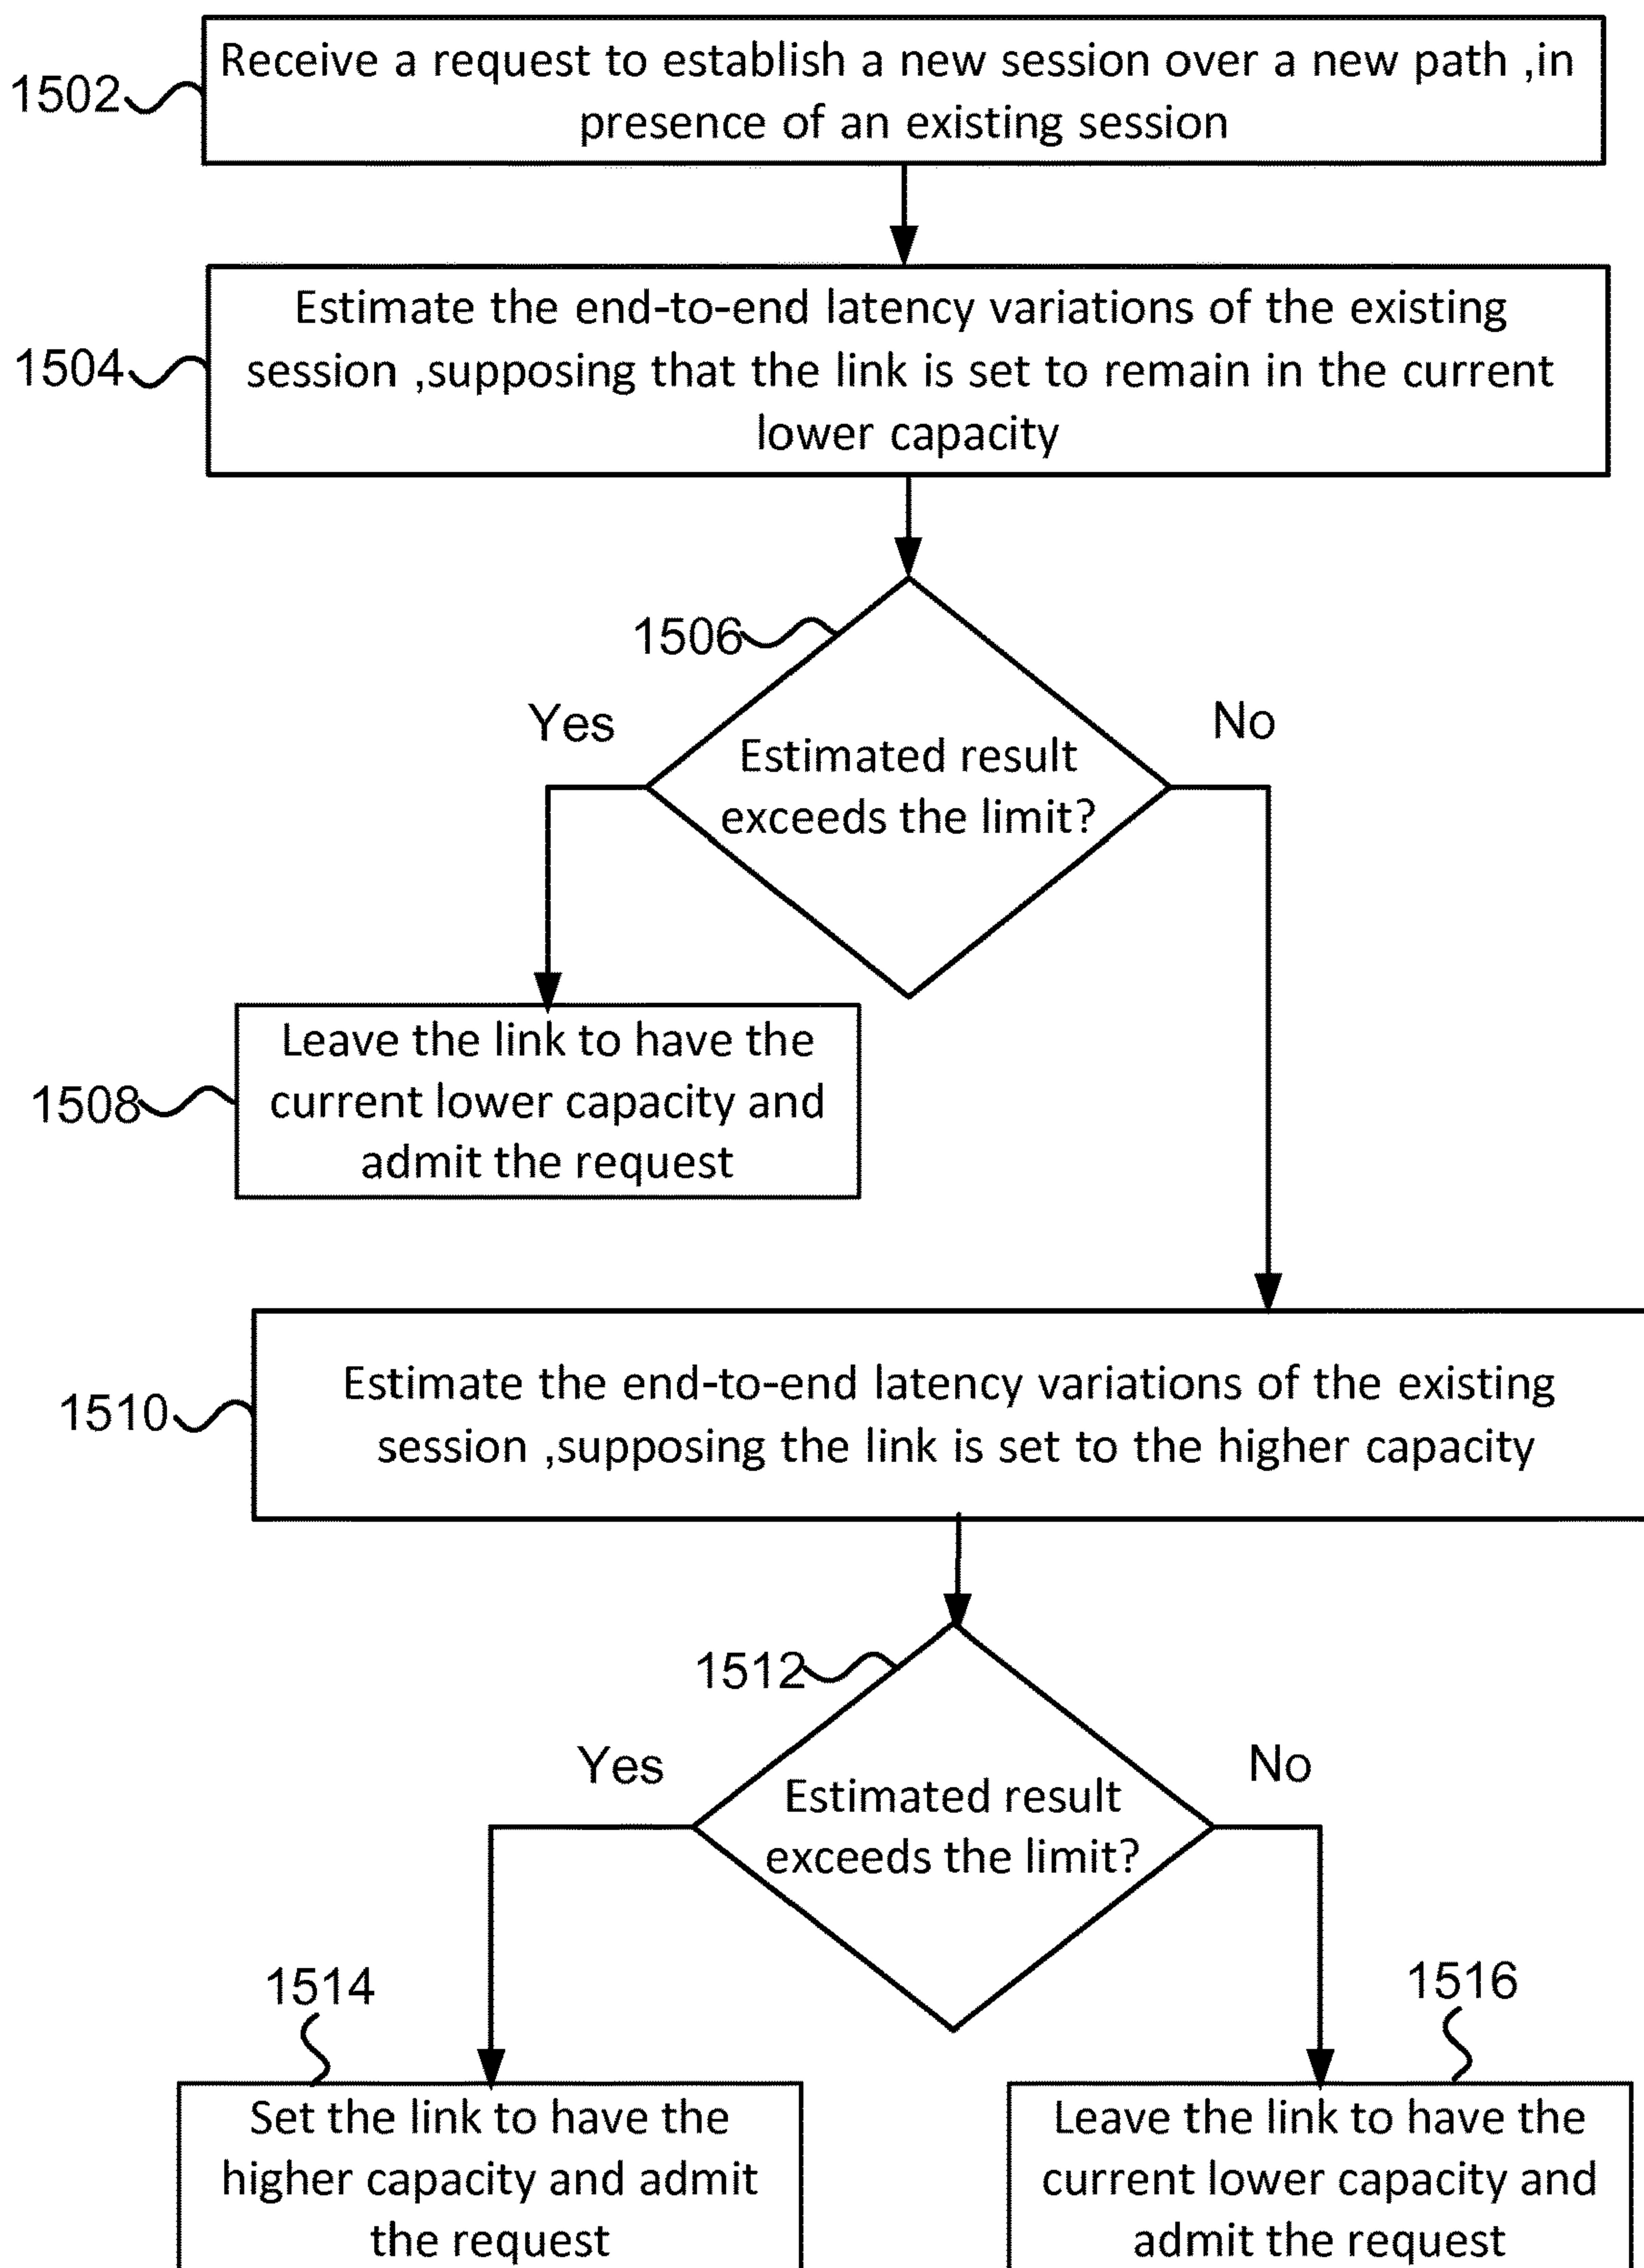 1502
Receive a request to establish a new session over a new path ,in
presence of an existing session
1504
Estimate the end-to-end latency variations of the existing
session ,supposing that the link is set to remain in the current
lower capacity
1506
Yes
No
Estimated result
exceeds the limit?
1508
Leave the link to have the
current lower capacity and
admit the request
1510
Estimate the end-to-end latency variations of the existing
session ,supposing the link is set to the higher capacity
1512
Yes
No
Estimated result
exceeds the limit?
1514
Set the link to have the
higher capacity and admit
the request
1516
Leave the link to have the
current lower capacity and
admit the request